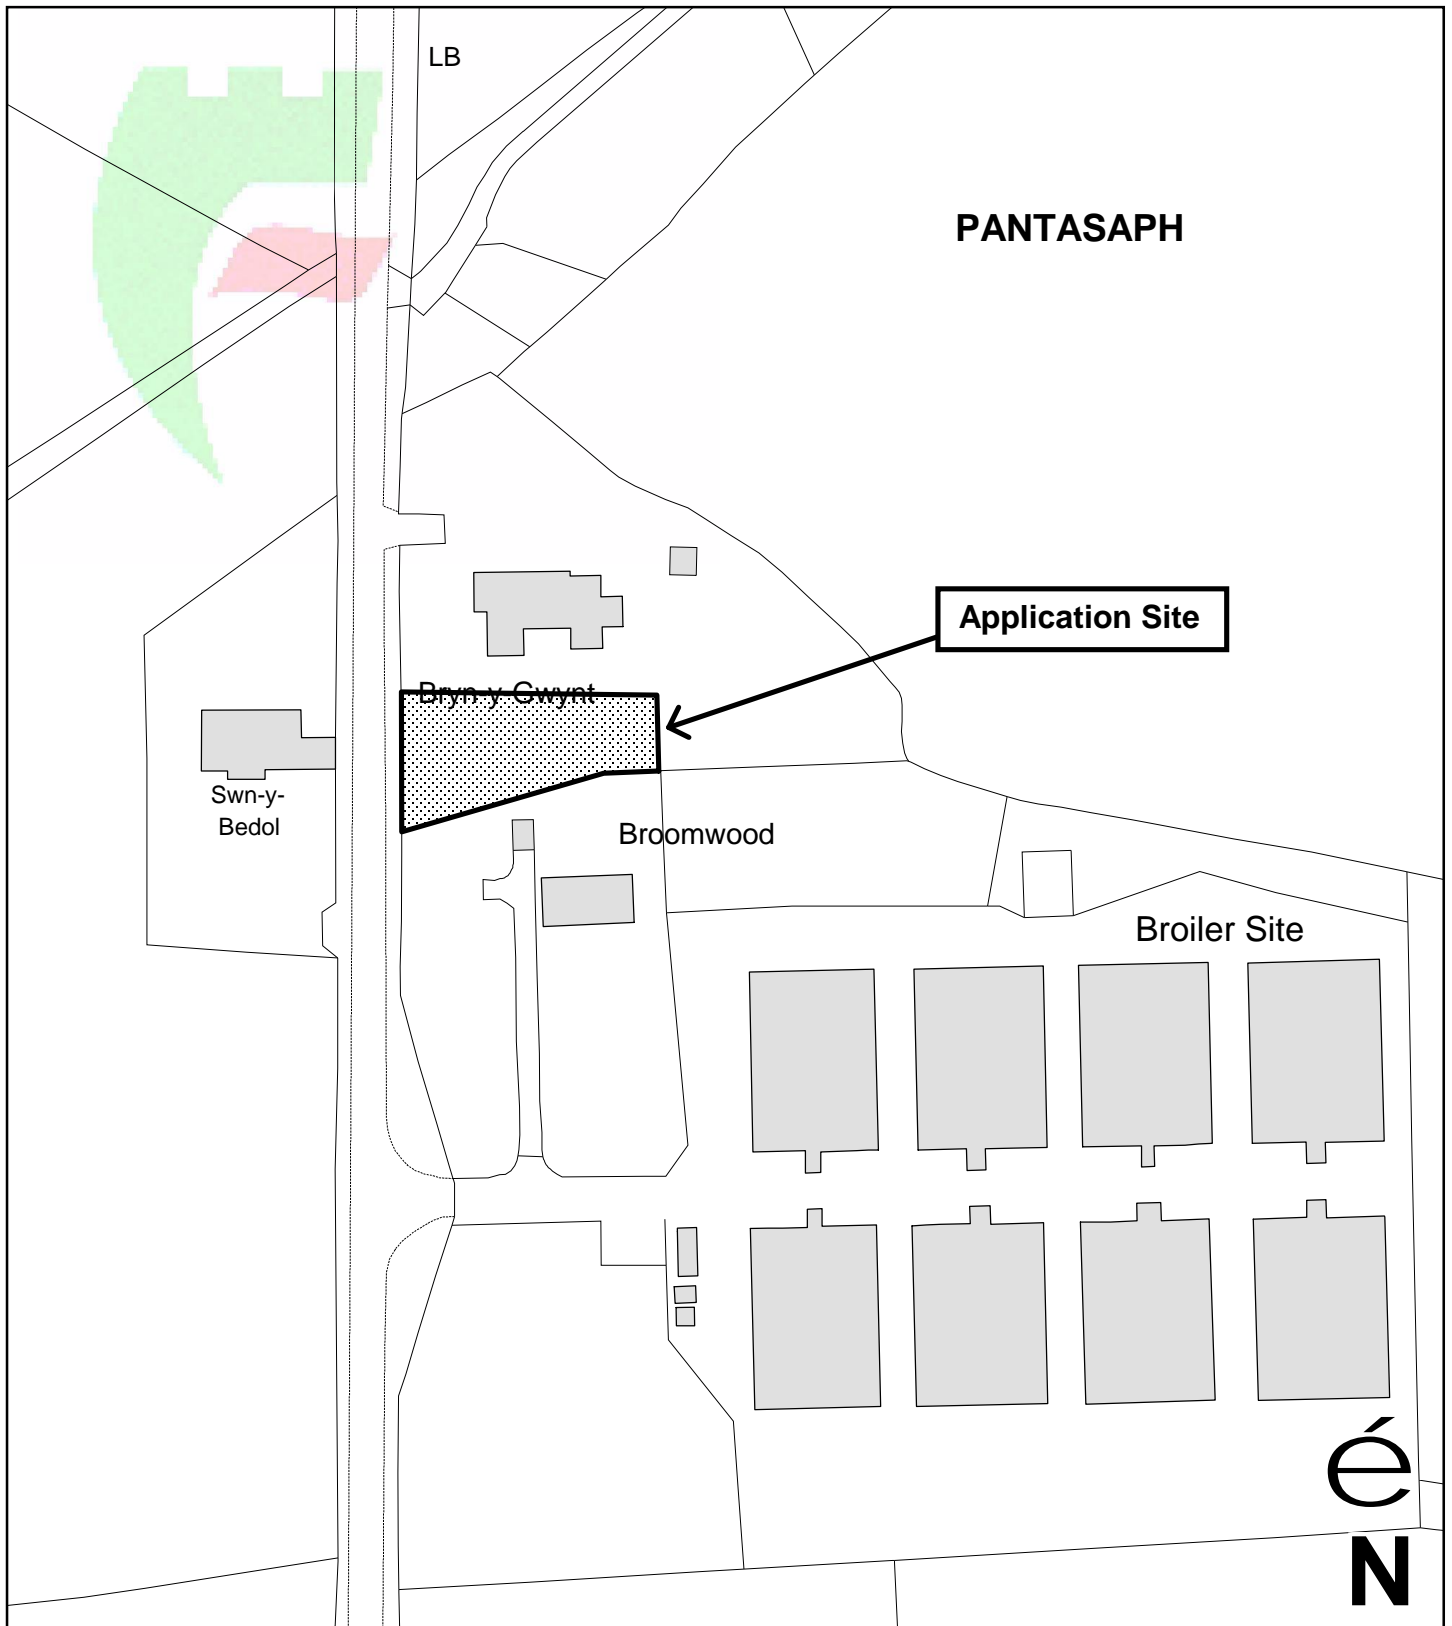 LB
PANTASAPH
Application Site
Bryn-y-Gwynt
Swn-y-
Bedol
Broomwood
Broiler Site
é
N